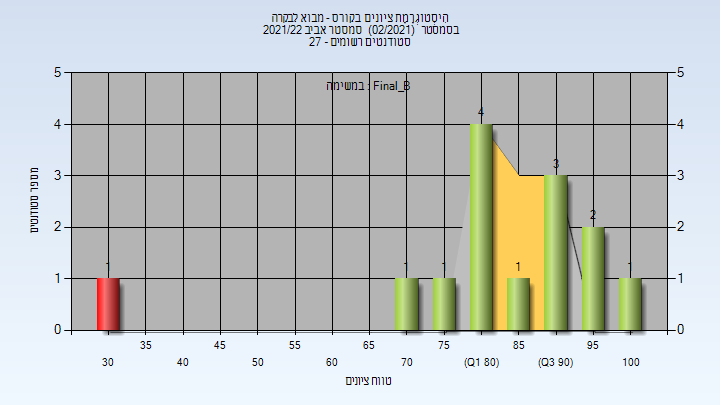 הִיסְטוֹגְרָמַת ציונים בקורס - מבוא לבקרה
בסמסטר (02/2021) סמסטר אביב 2021/22
סטודנטים רשומים - 27
במשימה : Final_B
מספר סטודנטים
5 5
4 4
3 3
2 2
1 1
0 0
1 1 1 4 1 3 2 1
35 45 55 65 75 85 95
30 40 50 60 70 (Q1 80) (Q3 90) 100
טווח ציונים